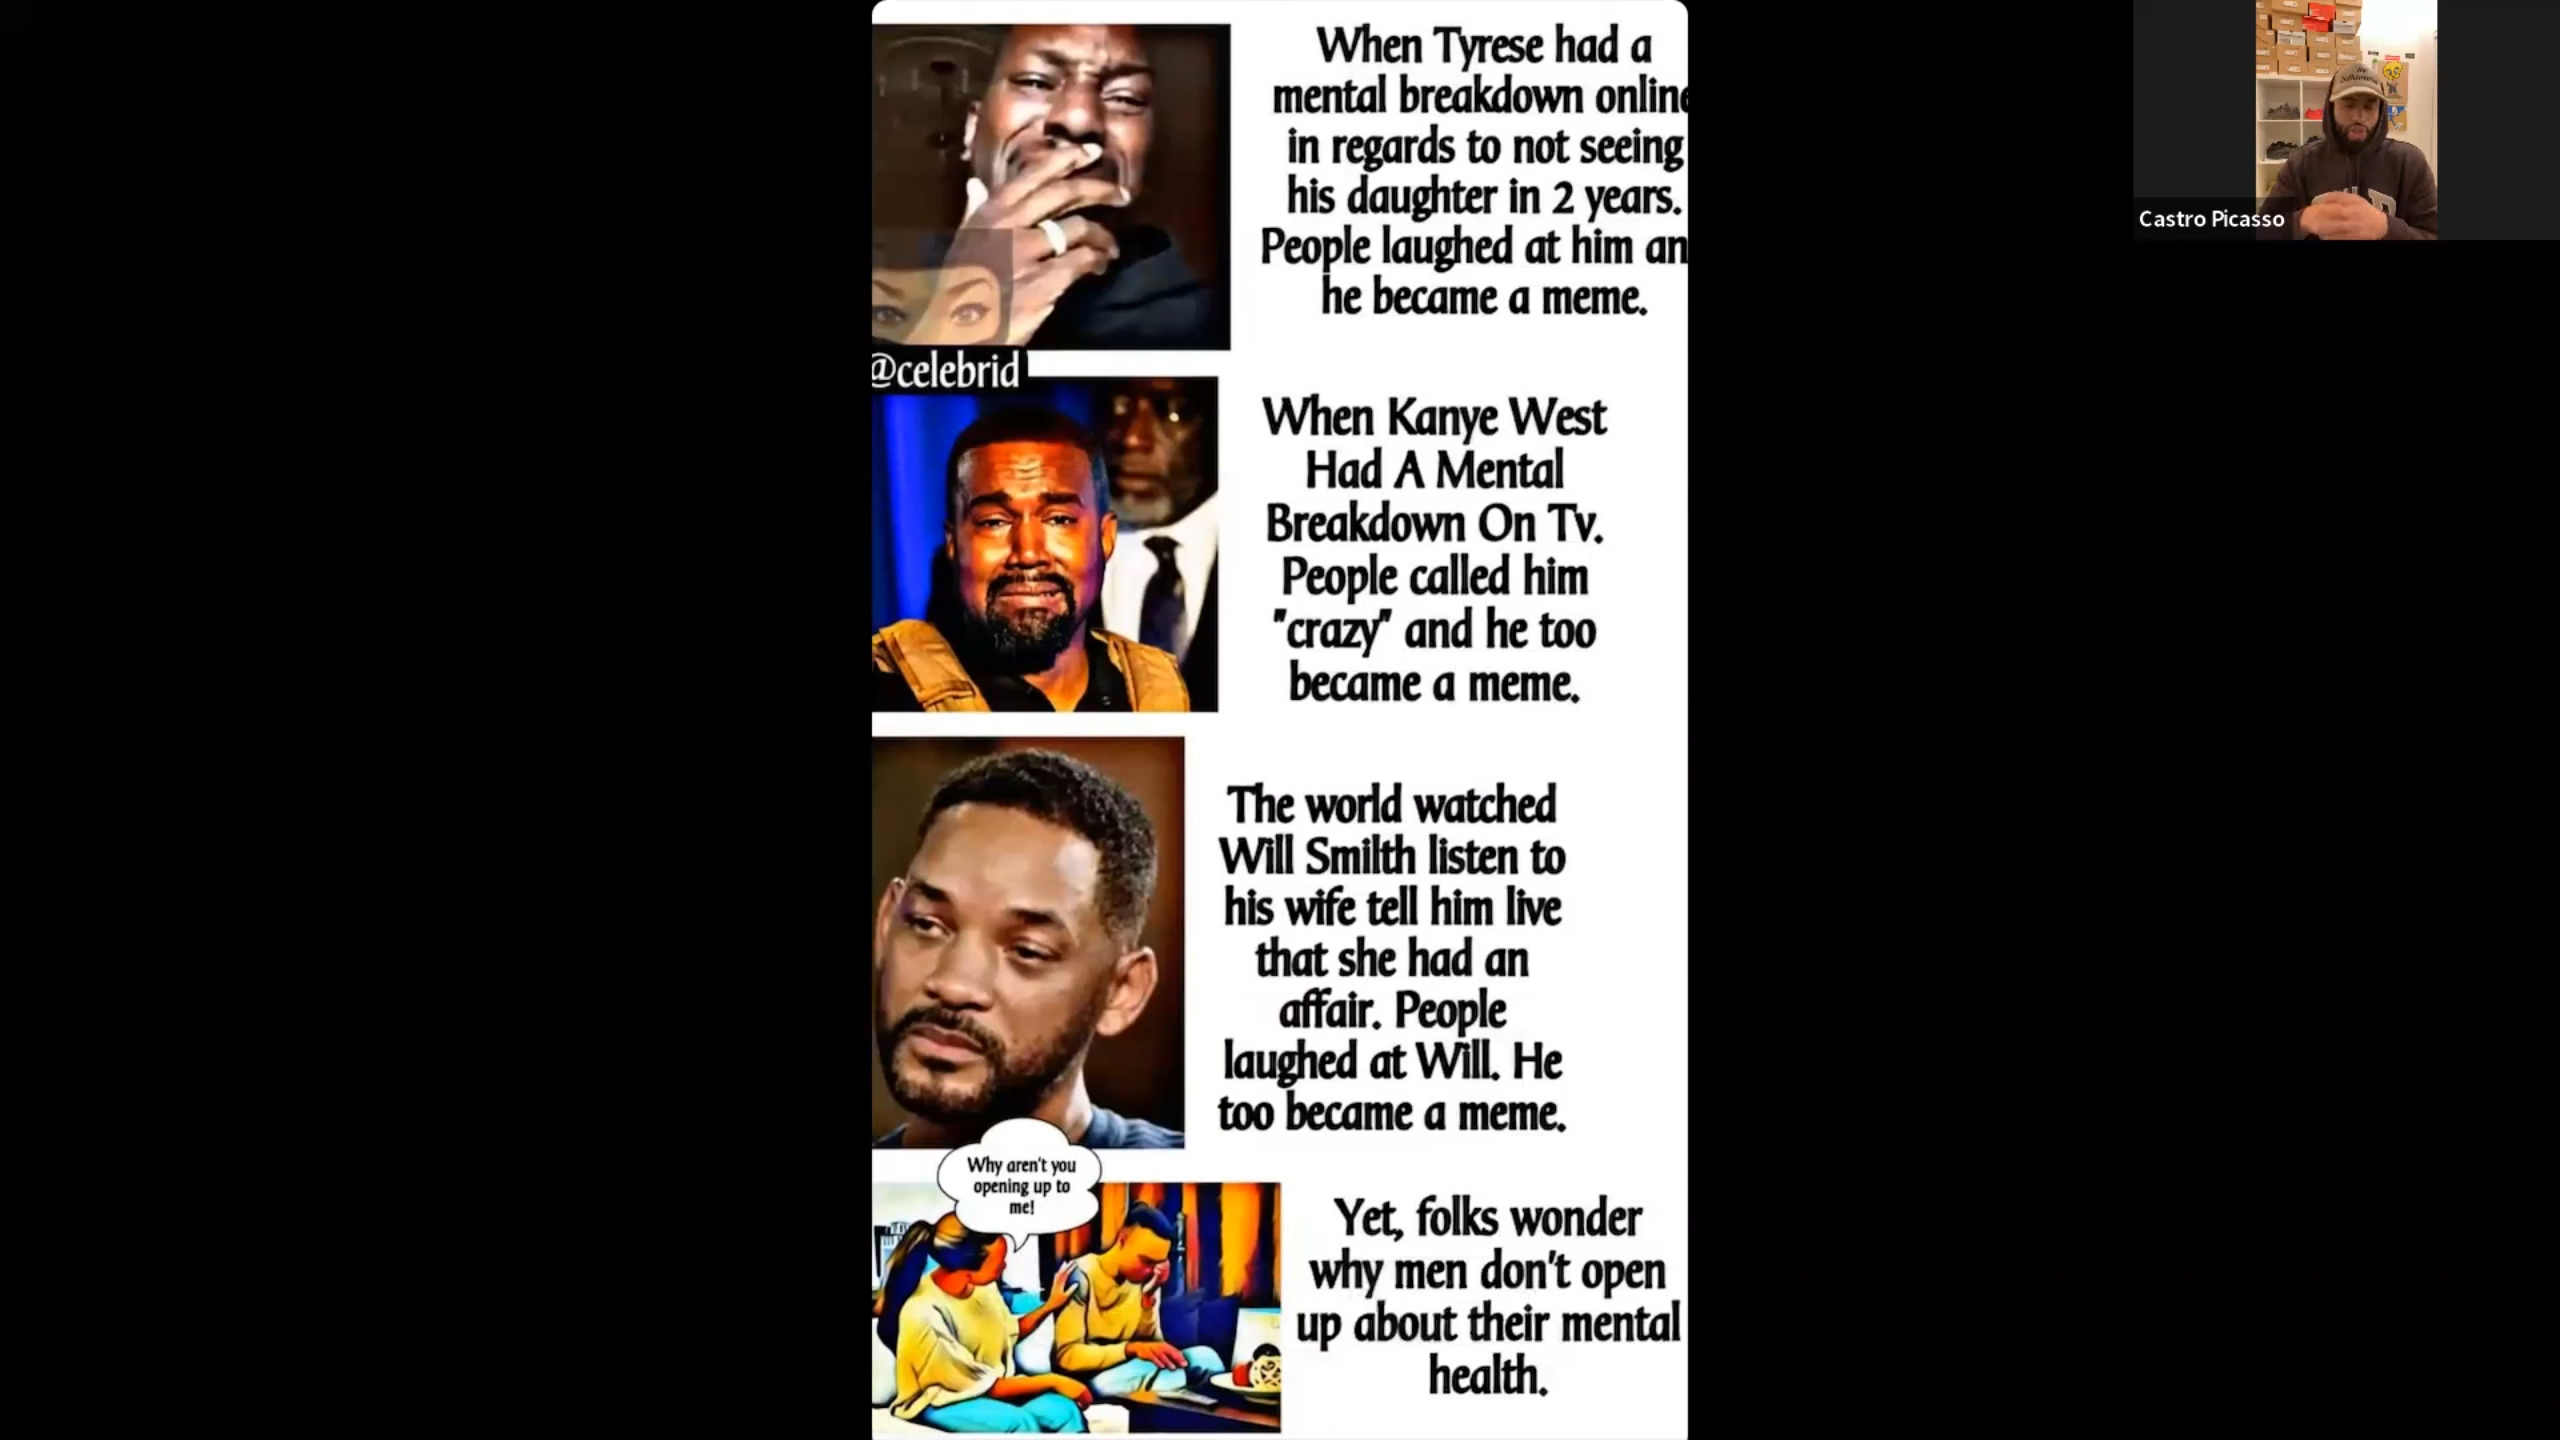 When Tyrese had a
mental breakdown online
in regards to not seeing
his daughter in 2 years.
People laughed at him an
he became a meme.
@celebrid
When Kanye West
Had A Mental
Breakdown On Tv.
People called him
"crazy" and he too
became a meme.
The world watched
Will Smilth listen to
his wife tell him live
that she had an
affair. People
laughed at Will. He
too became a meme.
Why aren't you
opening up to
me!
Yet, folks wonder
why men don't open
up about their mental
health.
Castro Picasso